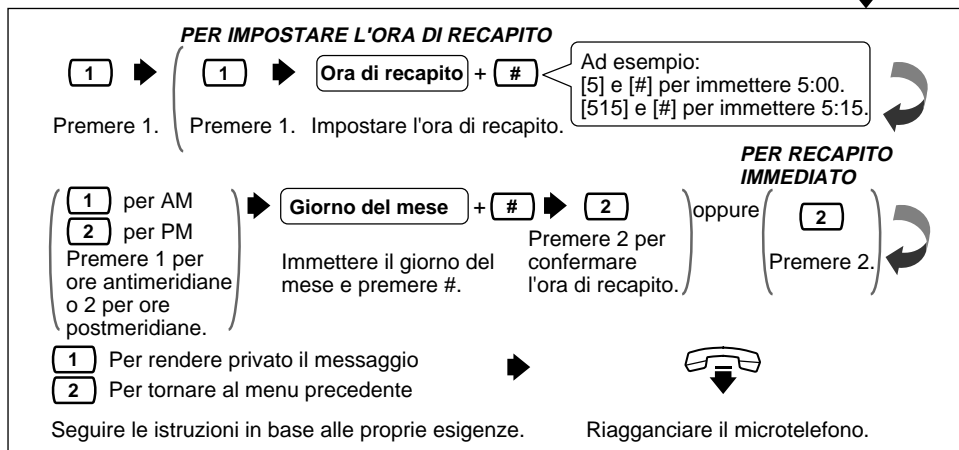 PER IMPOSTARE L'ORA DI RECAPITO
1
1
Ora di recapito + #
Ad esempio:
[5] e [#] per immettere 5:00.
[515] e [#] per immettere 5:15.
Premere 1.
Premere 1.
Impostare l'ora di recapito.
PER RECAPITO
IMMEDIATO
1 per AM
2 per PM
Premere 1 per
ore antimeridiane
o 2 per ore
postmeridiane.
Giorno del mese + #
Immettere il giorno del
mese e premere #.
2
Premere 2 per
confermare
l'ora di recapito.
oppure
2
Premere 2.
1 Per rendere privato il messaggio
2 Per tornare al menu precedente
Seguire le istruzioni in base alle proprie esigenze.
Riagganciare il microtelefono.